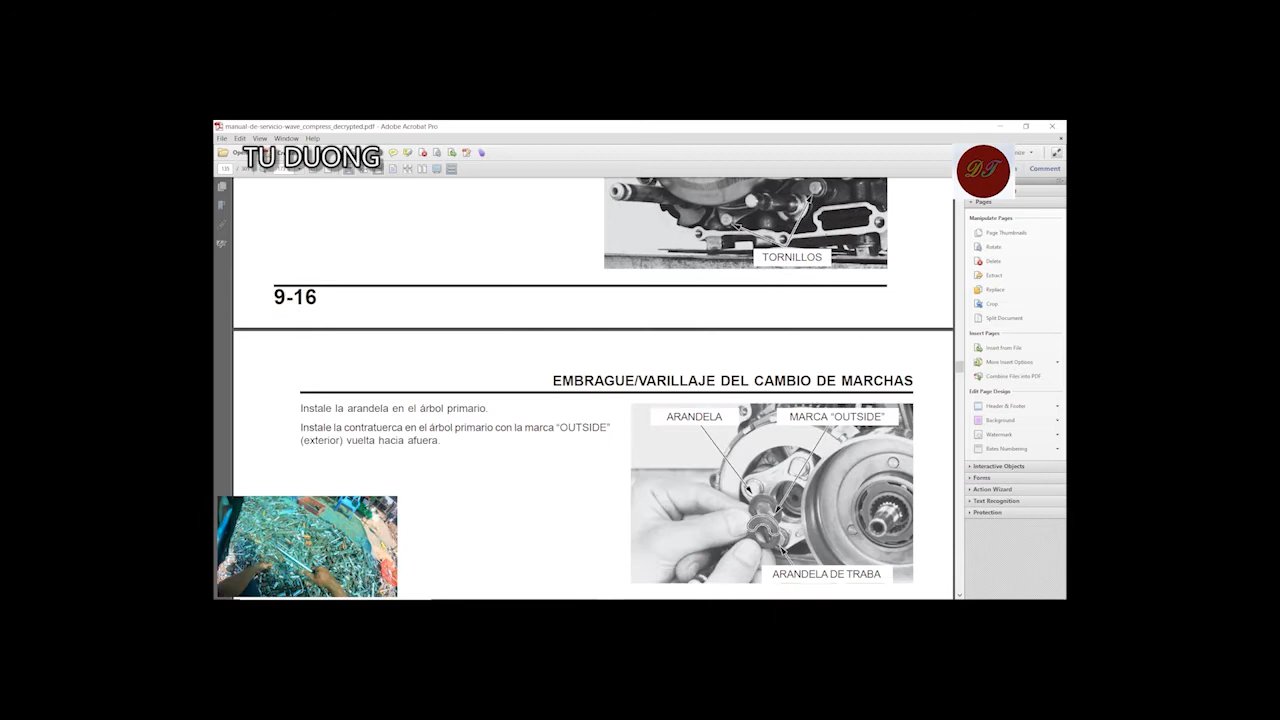 manual-de-servicio-wave_compress_decrypted.pdf - Adobe Acrobat Pro
File Edit View Window Help
TU DUONG
135
DT
Comment
Pages
Manipulate Pages
Page Thumbnails
Rotate
Delete
Extract
Replace
Crop
Split Document
Insert Pages
Insert from File
More Insert Options
Combine Files into PDF
Edit Page Design
Header & Footer
Background
Watermark
Bates Numbering
Interactive Objects
Forms
Action Wizard
Text Recognition
Protection
TORNILLOS
9-16
EMBRAGUE/VARILLAJE DEL CAMBIO DE MARCHAS
Instale la arandela en el árbol primario.
Instale la contratuerca en el árbol primario con la marca “OUTSIDE”
(exterior) vuelta hacia afuera.
ARANDELA
MARCA “OUTSIDE”
ARANDELA DE TRABA